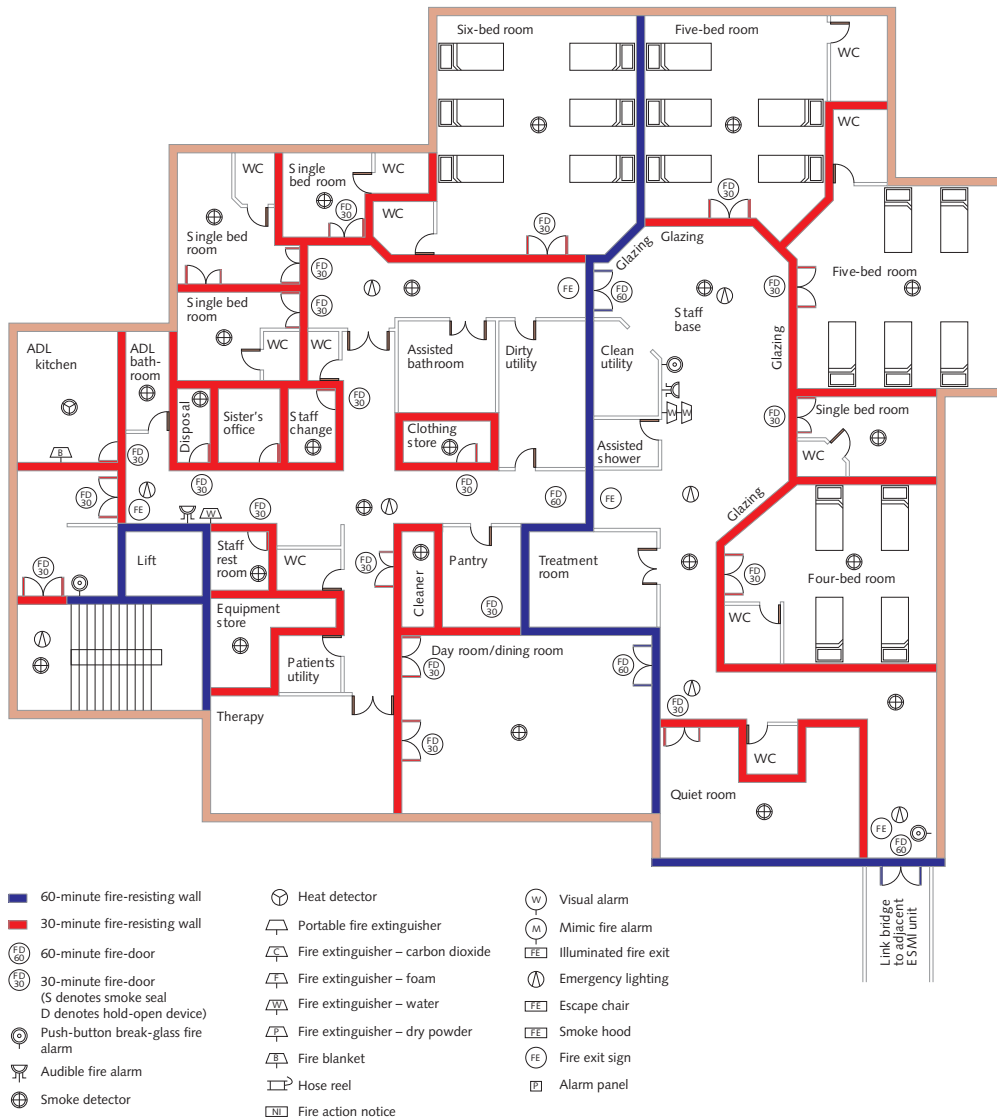 Six-bed room
Five-bed room
WC
WC
WC
Single
bed room
WC
FD
30
WC
FD
30
FD
30
Single bed
room
Glazing
Glazing
FD
30
Five-bed room
FE
FD
60
FD
30
Staff
base
Single bed
room
FD
30
WC
WC
Assisted
bathroom
Dirty
utility
Clean
utility
Glazing
ADL
kitchen
ADL
bath-
room
Disposal
Sister's
office
Staff
change
FD
30
Clothing
store
W
W
FD
30
Single bed room
WC
Assisted
shower
B
FD
30
FD
30
FD
30
FE
FD
30
FD
60
FE
Glazing
W
FD
30
Lift
Staff
rest
room
WC
FD
30
Cleaner
Pantry
FD
30
Treatment
room
FD
30
Four-bed room
WC
FD
30
Equipment
store
Patients
utility
Day room/dining room
FD
30
FD
60
Therapy
FD
30
FD
30
WC
Quiet room
FE
FD
60
Link bridge
to adjacent
ESMI unit
60-minute fire-resisting wall
30-minute fire-resisting wall
FD
60
60-minute fire-door
FD
30
30-minute fire-door
(S denotes smoke seal
D denotes hold-open device)
Push-button break-glass fire
alarm
Audible fire alarm
Smoke detector
Heat detector
Portable fire extinguisher
C Fire extinguisher – carbon dioxide
F Fire extinguisher – foam
W Fire extinguisher – water
P Fire extinguisher – dry powder
B Fire blanket
Hose reel
NI Fire action notice
W Visual alarm
M Mimic fire alarm
FE Illuminated fire exit
Emergency lighting
FE Escape chair
FE Smoke hood
FE Fire exit sign
P Alarm panel